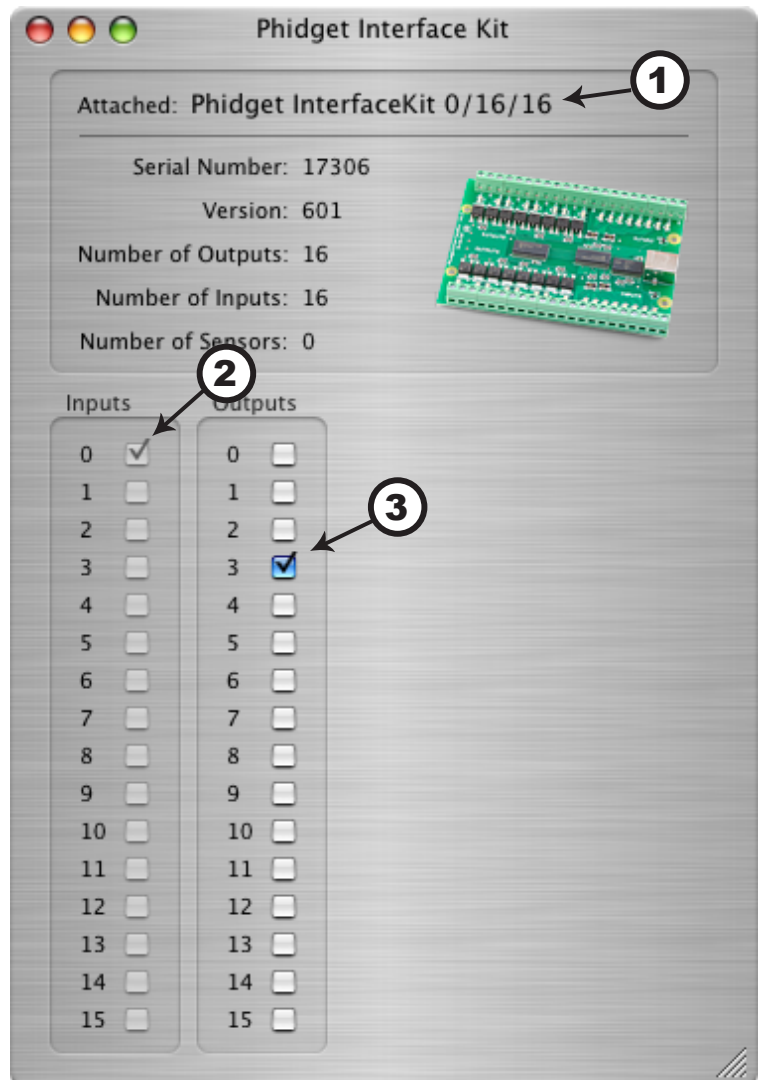 Phidget Interface Kit
1
Attached: Phidget InterfaceKit 0/16/16
Serial Number: 17306
Version: 601
Number of Outputs: 16
Number of Inputs: 16
Number of Sensors: 0
2
Inputs Outputs
0 0
1 1
2 2
3
3 3
4 4
5 5
6 6
7 7
8 8
9 9
10 10
11 11
12 12
13 13
14 14
15 15